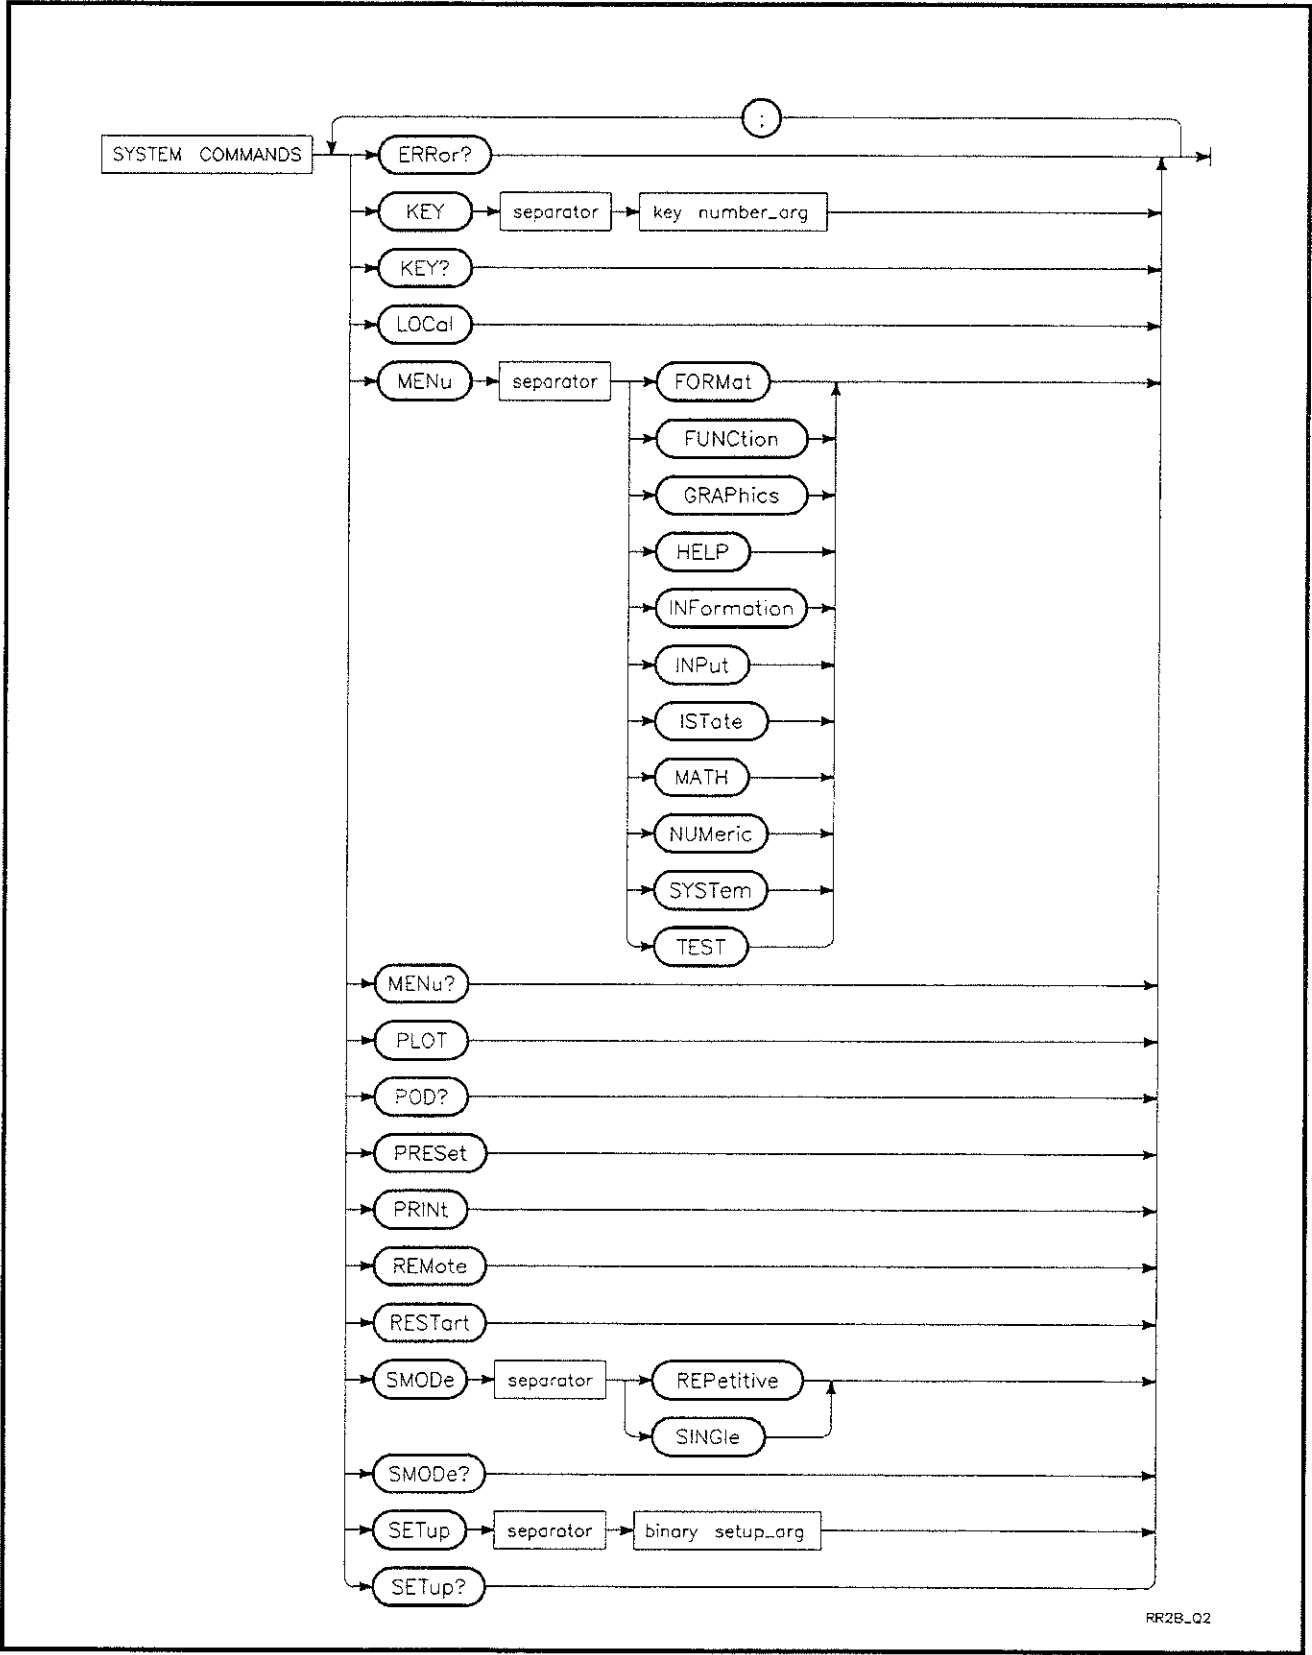 ;
SYSTEM COMMANDS
ERRor?
KEY separator key number_arg
KEY?
LOCal
MENu separator FORMat
FUNCtion
GRAPhics
HELP
INFormation
INPut
ISTate
MATH
NUMeric
SYSTem
TEST
MENu?
PLOT
POD?
PRESet
PRINt
REMote
RESTart
SMODe separator REPetitive
SINGle
SMODe?
SETup separator binary setup_arg
SETup?
RR2B_Q2